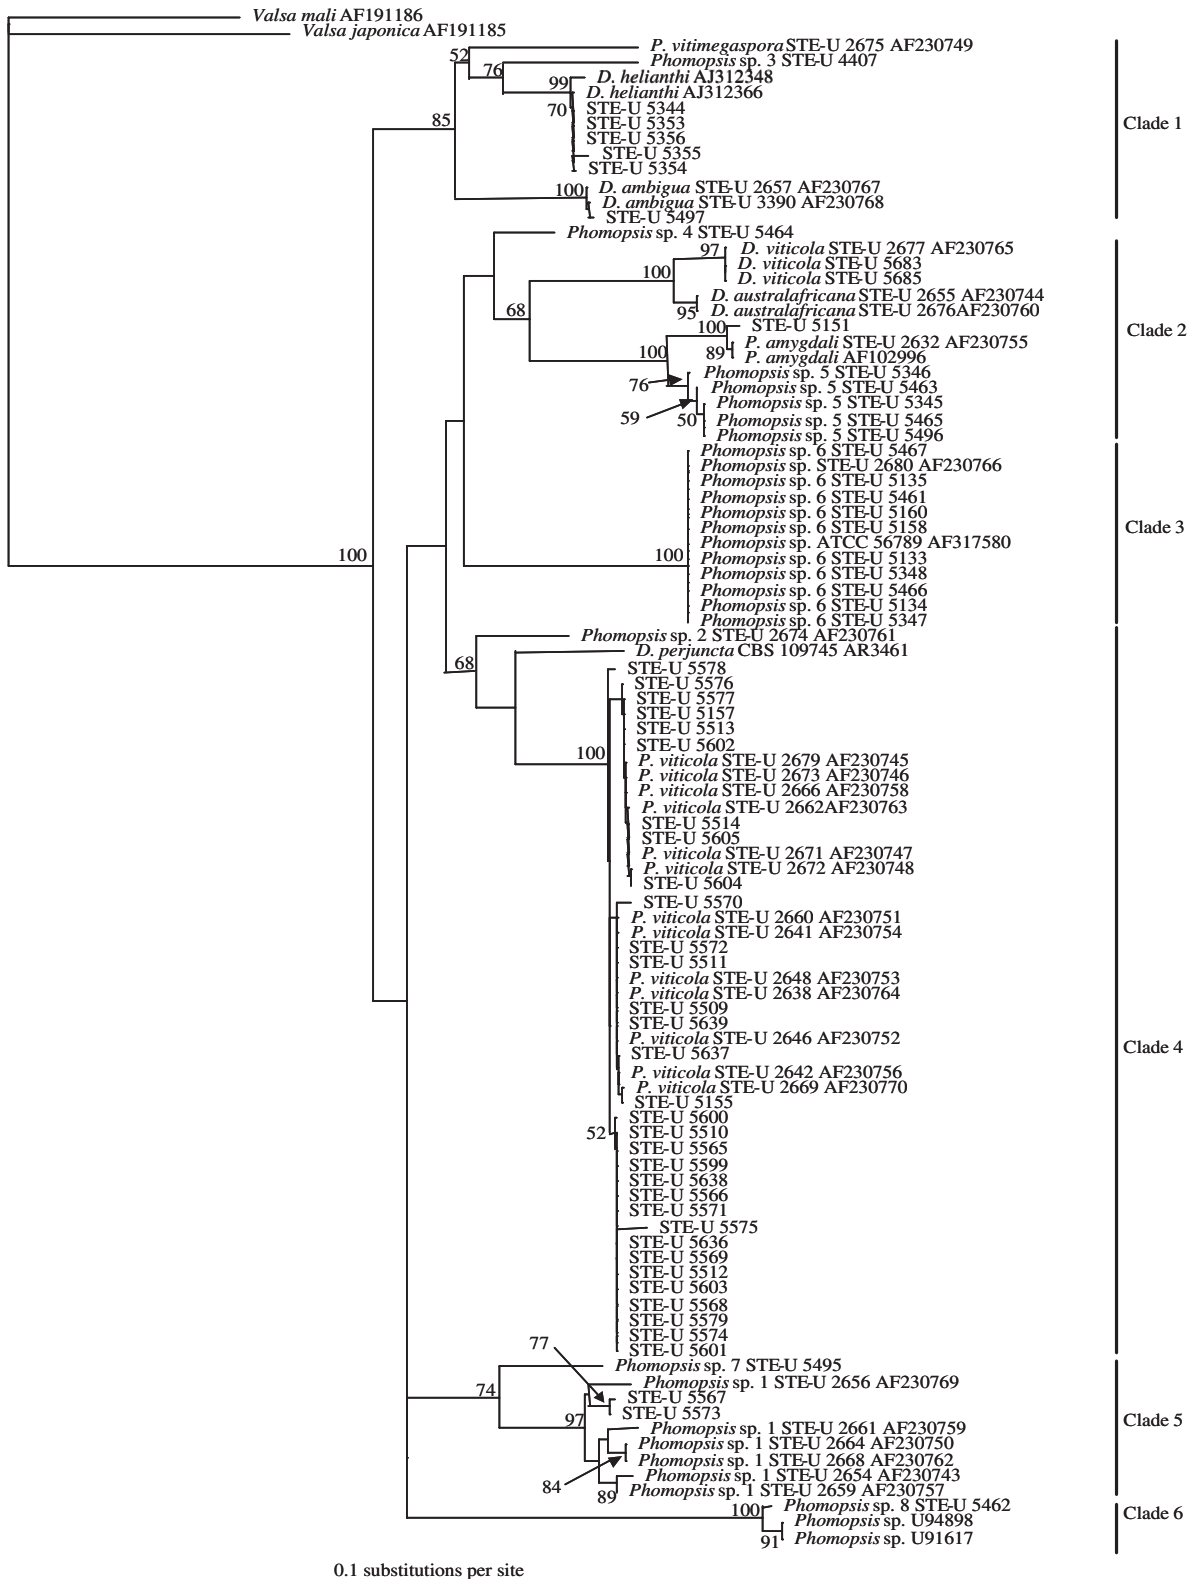 Valsa mali AF191186
Valsa japonica AF191185
P. vitimegaspora STE-U 2675 AF230749
52
Phomopsis sp. 3 STE-U 4407
76
D. helianthi AJ312348
99
D. helianthi AJ312366
70
STE-U 5344
STE-U 5353
85
Clade 1
STE-U 5356
STE-U 5355
STE-U 5354
100
D. ambigua STE-U 2657 AF230767
D. ambigua STE-U 3390 AF230768
STE-U 5497
Phomopsis sp. 4 STE-U 5464
97
D. viticola STE-U 2677 AF230765
D. viticola STE-U 5683
100
D. viticola STE-U 5685
D. australafricana STE-U 2655 AF230744
68
95
D. australafricana STE-U 2676AF230760
100
STE-U 5151
Clade 2
P. amygdali STE-U 2632 AF230755
100
89
P. amygdali AF102996
Phomopsis sp. 5 STE-U 5346
76
Phomopsis sp. 5 STE-U 5463
Phomopsis sp. 5 STE-U 5345
59
50
Phomopsis sp. 5 STE-U 5465
Phomopsis sp. 5 STE-U 5496
Phomopsis sp. 6 STE-U 5467
Phomopsis sp. STE-U 2680 AF230766
Phomopsis sp. 6 STE-U 5135
Phomopsis sp. 6 STE-U 5461
Phomopsis sp. 6 STE-U 5160
Phomopsis sp. 6 STE-U 5158
Clade 3
Phomopsis sp. ATCC 56789 AF317580
100
100
Phomopsis sp. 6 STE-U 5133
Phomopsis sp. 6 STE-U 5348
Phomopsis sp. 6 STE-U 5466
Phomopsis sp. 6 STE-U 5134
Phomopsis sp. 6 STE-U 5347
Phomopsis sp. 2 STE-U 2674 AF230761
D. perjuncta CBS 109745 AR3461
68
STE-U 5578
STE-U 5576
STE-U 5577
STE-U 5157
STE-U 5513
STE-U 5602
100
P. viticola STE-U 2679 AF230745
P. viticola STE-U 2673 AF230746
P. viticola STE-U 2666 AF230758
P. viticola STE-U 2662AF230763
STE-U 5514
STE-U 5605
P. viticola STE-U 2671 AF230747
P. viticola STE-U 2672 AF230748
STE-U 5604
STE-U 5570
P. viticola STE-U 2660 AF230751
P. viticola STE-U 2641 AF230754
STE-U 5572
STE-U 5511
P. viticola STE-U 2648 AF230753
P. viticola STE-U 2638 AF230764
STE-U 5509
STE-U 5639
P. viticola STE-U 2646 AF230752
Clade 4
STE-U 5637
P. viticola STE-U 2642 AF230756
P. viticola STE-U 2669 AF230770
STE-U 5155
STE-U 5600
52
STE-U 5510
STE-U 5565
STE-U 5599
STE-U 5638
STE-U 5566
STE-U 5571
STE-U 5575
STE-U 5636
STE-U 5569
STE-U 5512
STE-U 5603
STE-U 5568
STE-U 5579
STE-U 5574
77
STE-U 5601
Phomopsis sp. 7 STE-U 5495
Phomopsis sp. 1 STE-U 2656 AF230769
74
STE-U 5567
STE-U 5573
97
Clade 5
Phomopsis sp. 1 STE-U 2661 AF230759
Phomopsis sp. 1 STE-U 2664 AF230750
Phomopsis sp. 1 STE-U 2668 AF230762
Phomopsis sp. 1 STE-U 2654 AF230743
84
89
Phomopsis sp. 1 STE-U 2659 AF230757
100
Phomopsis sp. 8 STE-U 5462
Clade 6
Phomopsis sp. U94898
91
Phomopsis sp. U91617
0.1 substitutions per site